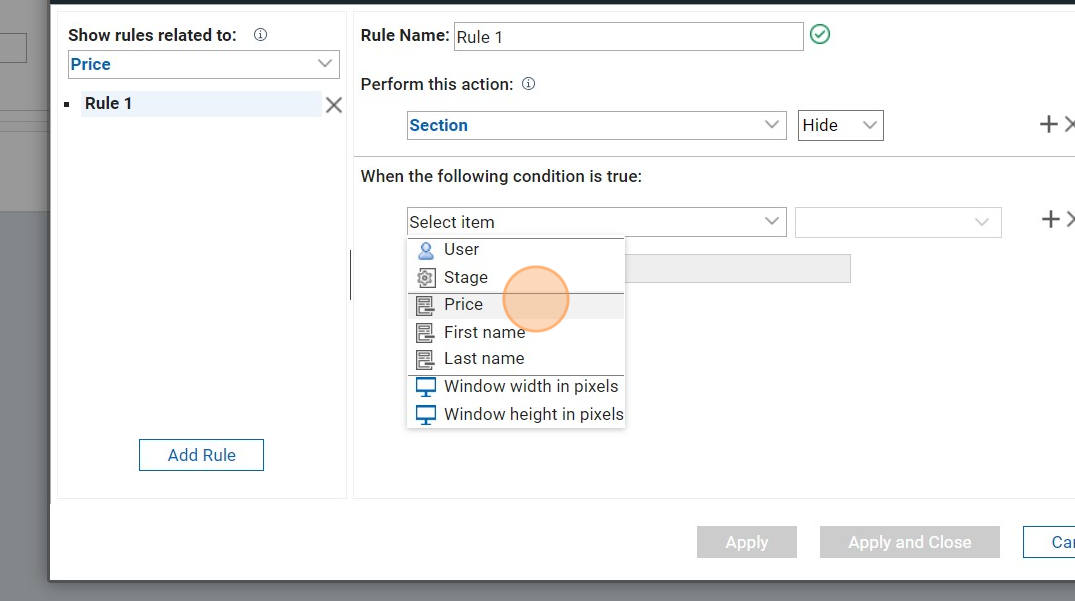 Show rules related to:
Price
Rule 1
Add Rule
Rule Name: Rule 1
Perform this action:
Section Hide
When the following condition is true:
Select item
User
Stage
Price
First name
Last name
Window width in pixels
Window height in pixels
Apply Apply and Close